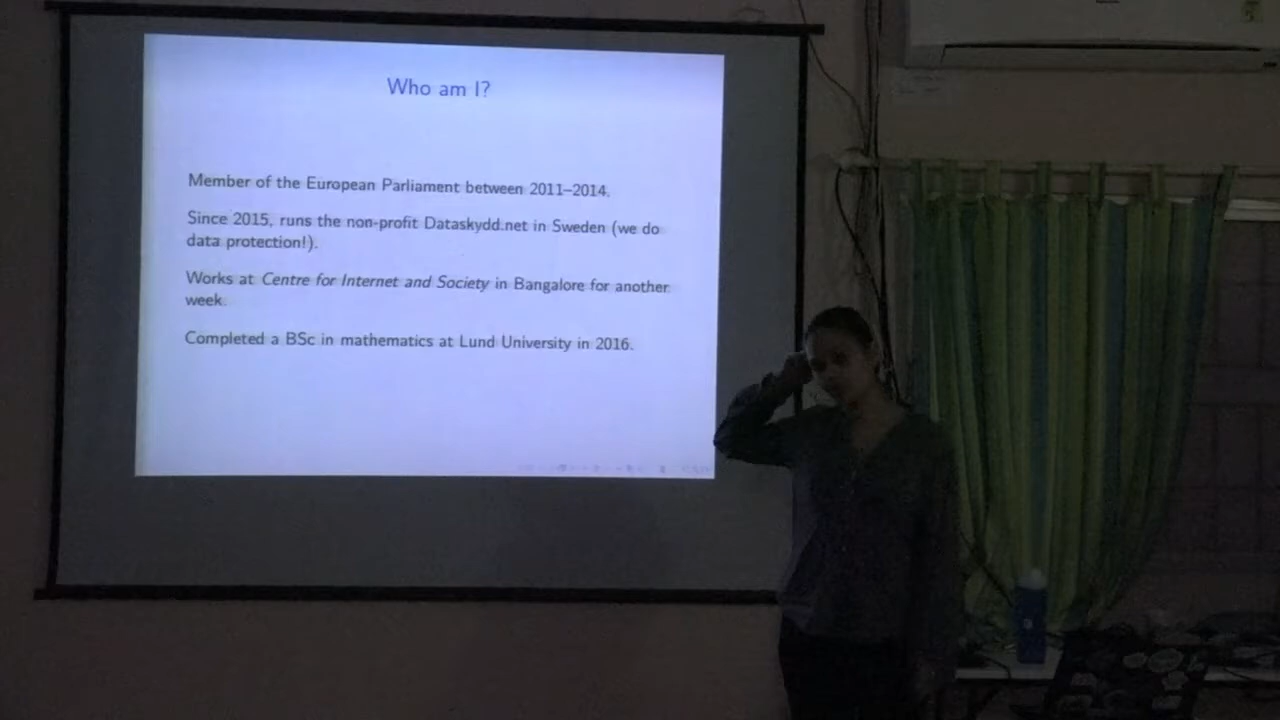 Who am I?
Member of the European Parliament between 2011–2014.
Since 2015, runs the non-profit Dataskydd.net in Sweden (we do
data protection!).
Works at Centre for Internet and Society in Bangalore for another
week.
Completed a BSc in mathematics at Lund University in 2016.